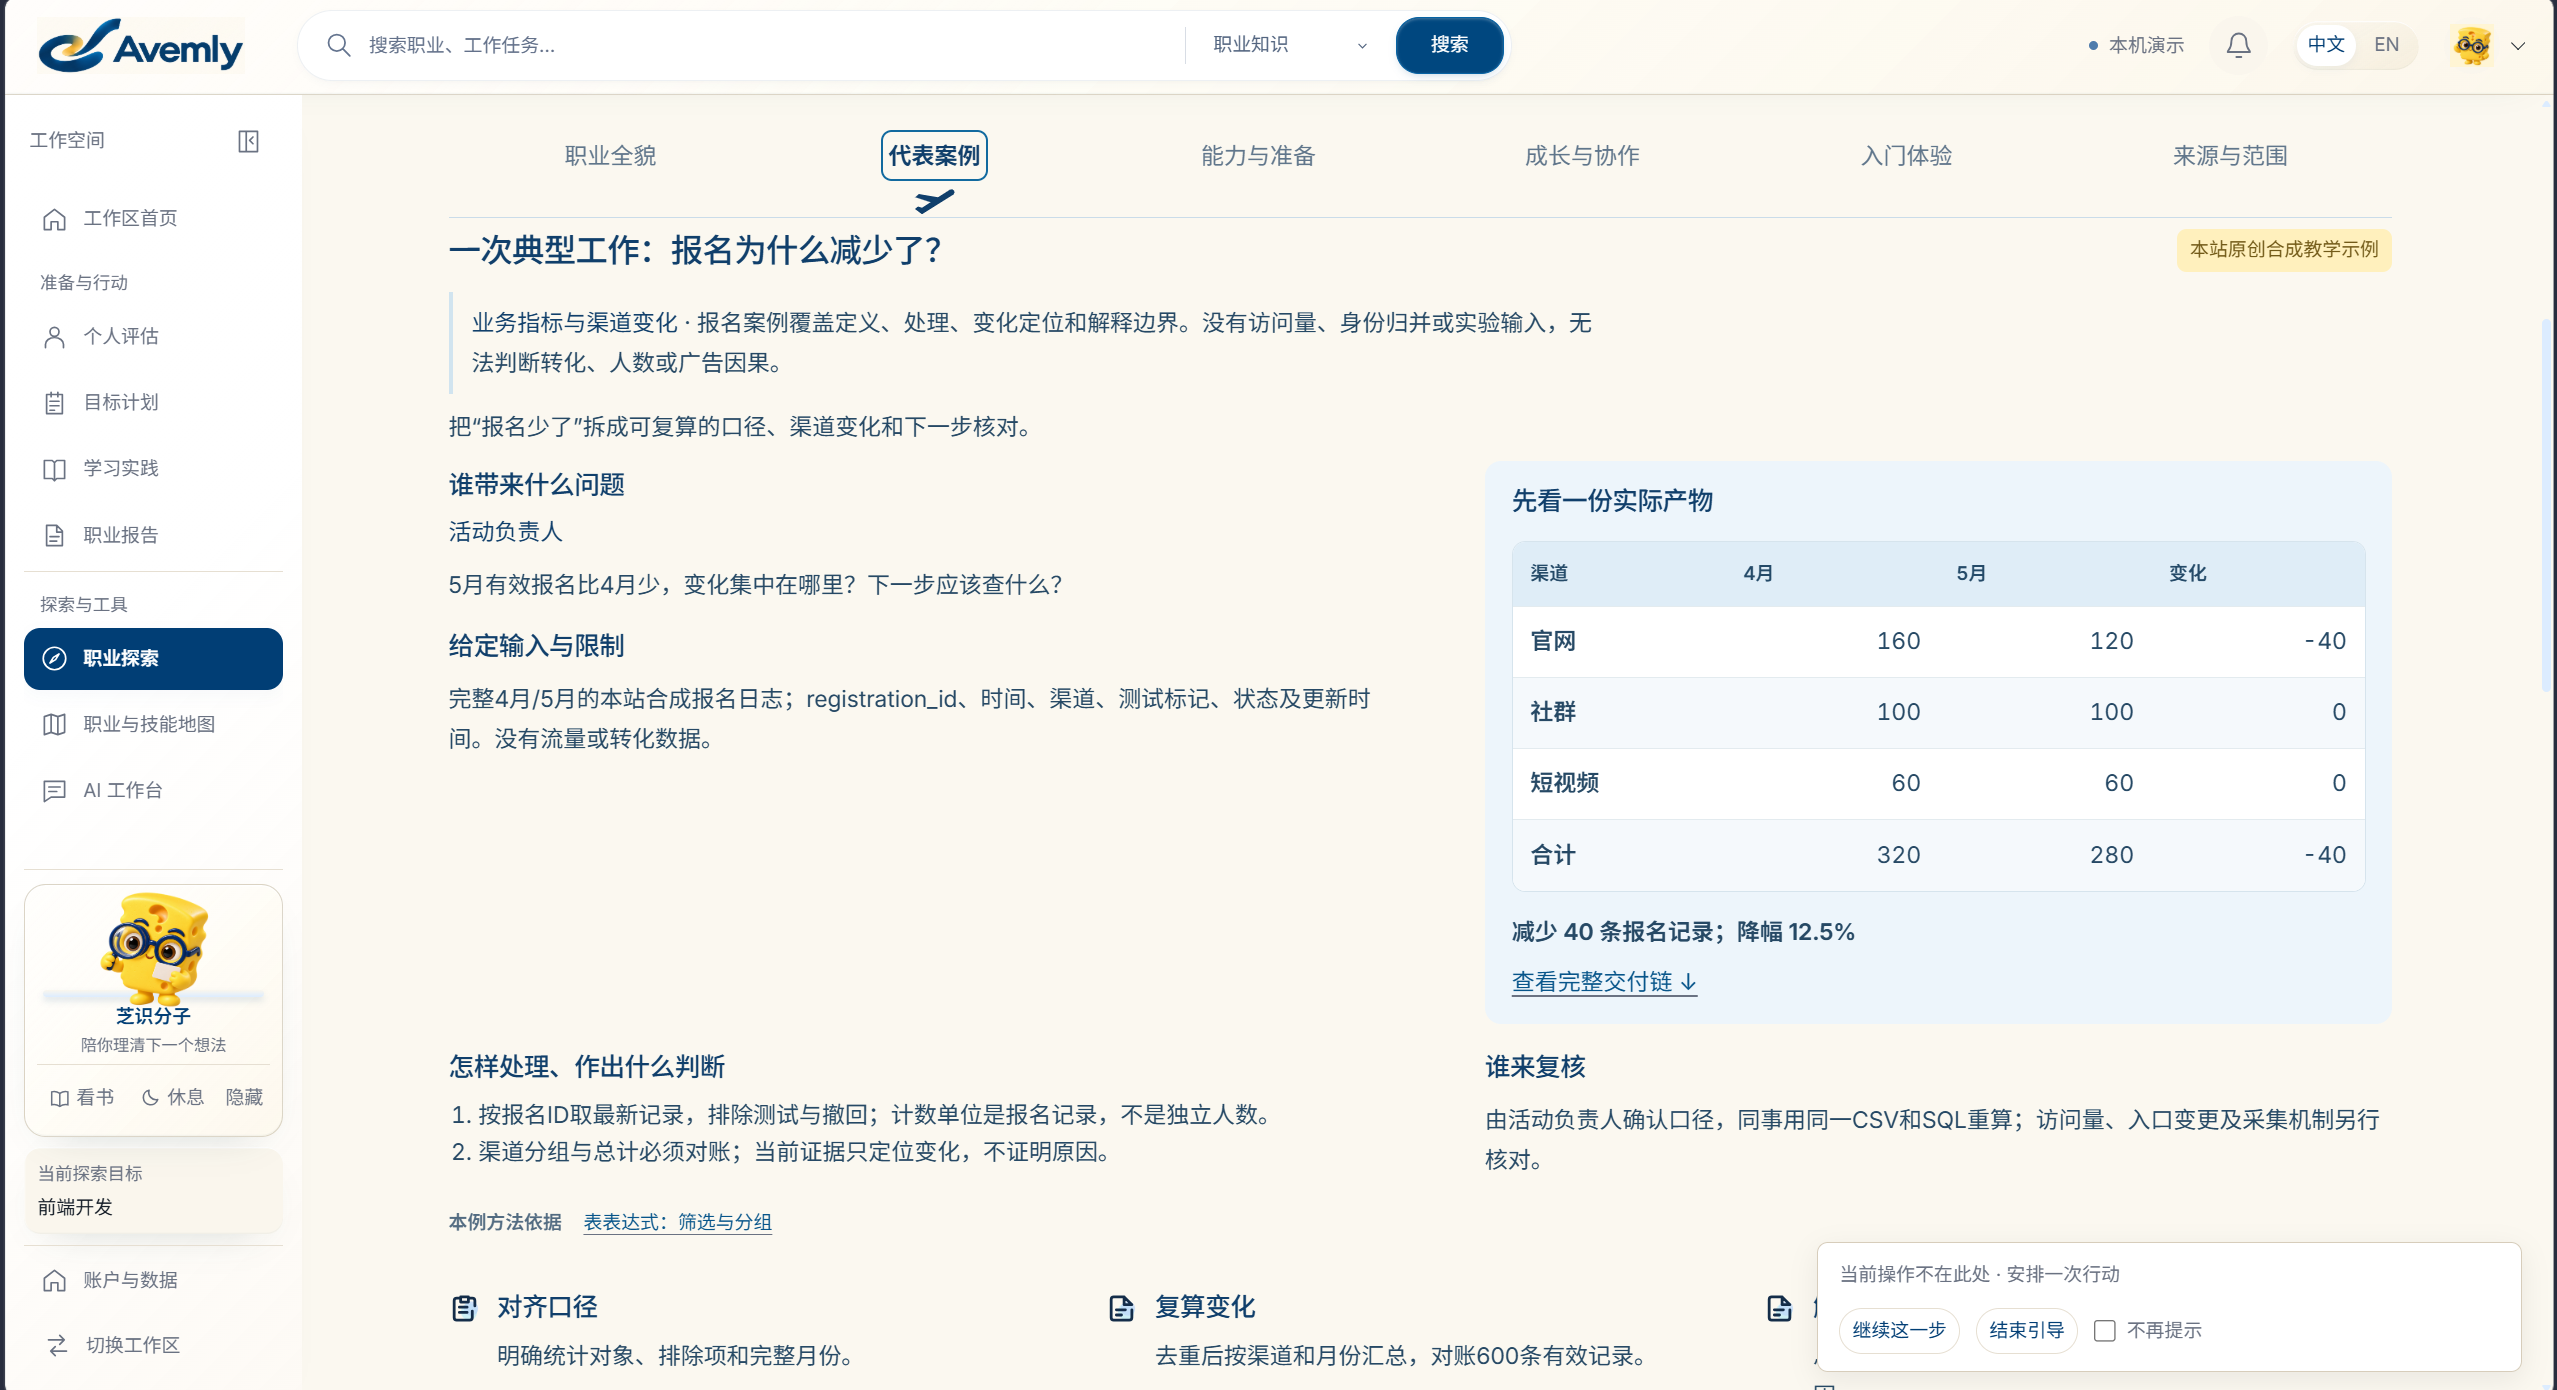 Avemly
搜索职业、工作任务...
职业知识
搜索
本机演示
中文
EN
工作空间
工作区首页
准备与行动
个人评估
目标计划
学习实践
职业报告
探索与工具
职业探索
职业与技能地图
AI 工作台
芝识分子
陪你理清下一个想法
看书
休息
隐藏
当前探索目标
前端开发
账户与数据
切换工作区
职业全貌
代表案例
能力与准备
成长与协作
入门体验
来源与范围
一次典型工作：报名为什么减少了？
本站原创合成教学示例
业务指标与渠道变化 · 报名案例覆盖定义、处理、变化定位和解释边界。没有访问量、身份归并或实验输入，无
法判断转化、人数或广告因果。
把“报名少了”拆成可复算的口径、渠道变化和下一步核对。
谁带来什么问题
活动负责人
5月有效报名比4月少，变化集中在哪里？下一步应该查什么？
给定输入与限制
完整4月/5月的本站合成报名日志；registration_id、时间、渠道、测试标记、状态及更新时
间。没有流量或转化数据。
先看一份实际产物
渠道 4月 5月 变化
官网 160 120 -40
社群 100 100 0
短视频 60 60 0
合计 320 280 -40
减少 40 条报名记录；降幅 12.5%
查看完整交付链 ↓
怎样处理、作出什么判断
1. 按报名ID取最新记录，排除测试与撤回；计数单位是报名记录，不是独立人数。
2. 渠道分组与总计必须对账；当前证据只定位变化，不证明原因。
谁来复核
由活动负责人确认口径，同事用同一CSV和SQL重算；访问量、入口变更及采集机制另行
核对。
本例方法依据
表表达式：筛选与分组
对齐口径
明确统计对象、排除项和完整月份。
复算变化
去重后按渠道和月份汇总，对账600条有效记录。
当前操作不在此处 · 安排一次行动
继续这一步
结束引导
不再提示